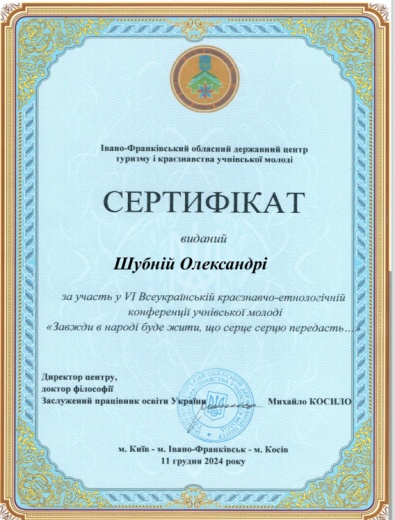 Івано-Франківський обласний державний центр
туризму і краєзнавства учнівської молоді
СЕРТИФІКАТ
виданий
Шубній Олександрі
за участь у VI Всеукраїнській краєзнавчо-етнологічній
конференції учнівської молоді
«Завжди в народі буде жити, що серце серцю передасть…»
Директор центру,
доктор філософії
Заслужений працівник освіти України Михайло КОСИЛО
м. Київ - м. Івано-Франківськ - м. Косів
11 грудня 2024 року